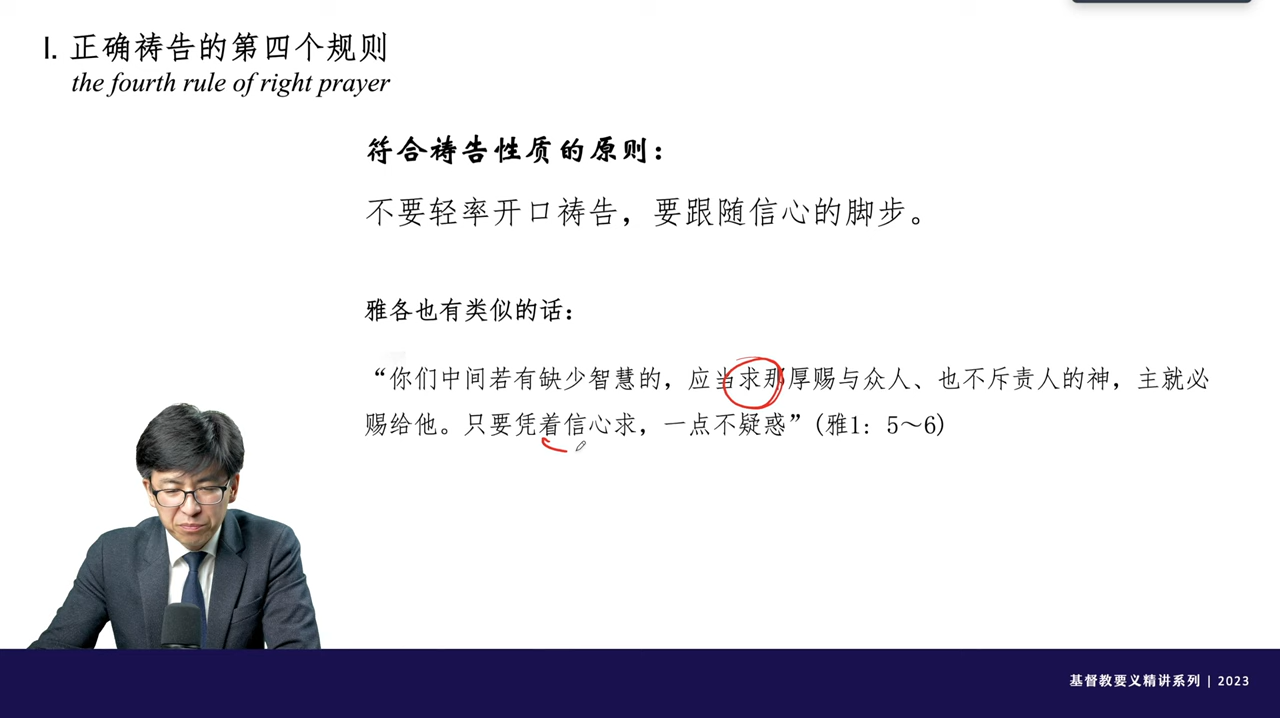 I. 正确祷告的第四个规则
the fourth rule of right prayer
符合祷告性质的原则：
不要轻率开口祷告，要跟随信心的脚步。
雅各也有类似的话：
“你们中间若有缺少智慧的，应当求那厚赐与众人、也不斥责人的神，主就必
赐给他。只要凭着信心求，一点不疑惑”(雅1：5～6)
基督教要义精讲系列 | 2023